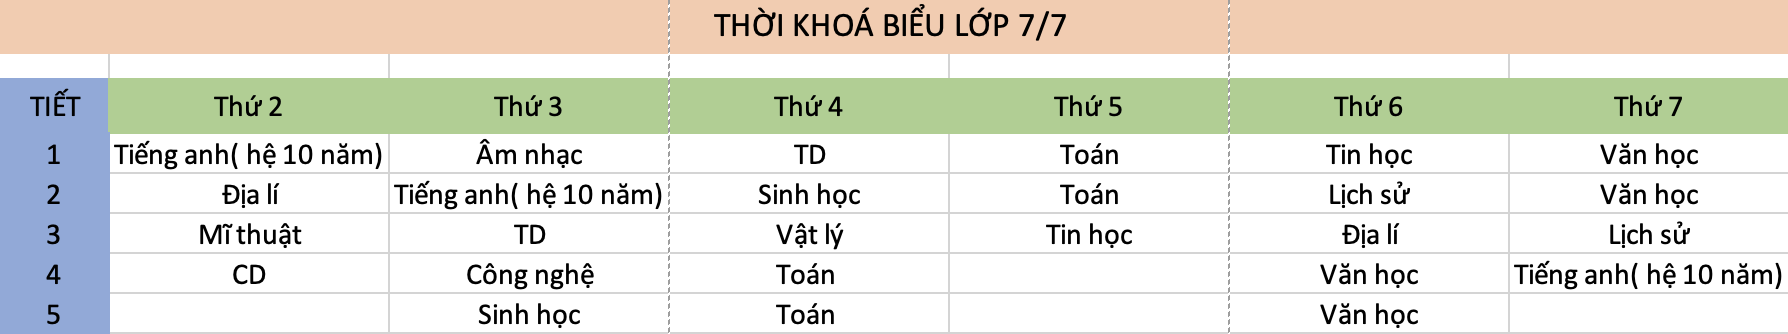 THỜI KHOÁ BIỂU LỚP 7/7
TIẾT Thứ 2 Thứ 3 Thứ 4 Thứ 5 Thứ 6 Thứ 7
1 Tiếng anh( hệ 10 năm) Âm nhạc TD Toán Tin học Văn học
2 Địa lí Tiếng anh( hệ 10 năm) Sinh học Toán Lịch sử Văn học
3 Mĩ thuật TD Vật lý Tin học Địa lí Lịch sử
4 CD Công nghệ Toán Văn học Tiếng anh( hệ 10 năm)
5 Sinh học Toán Văn học